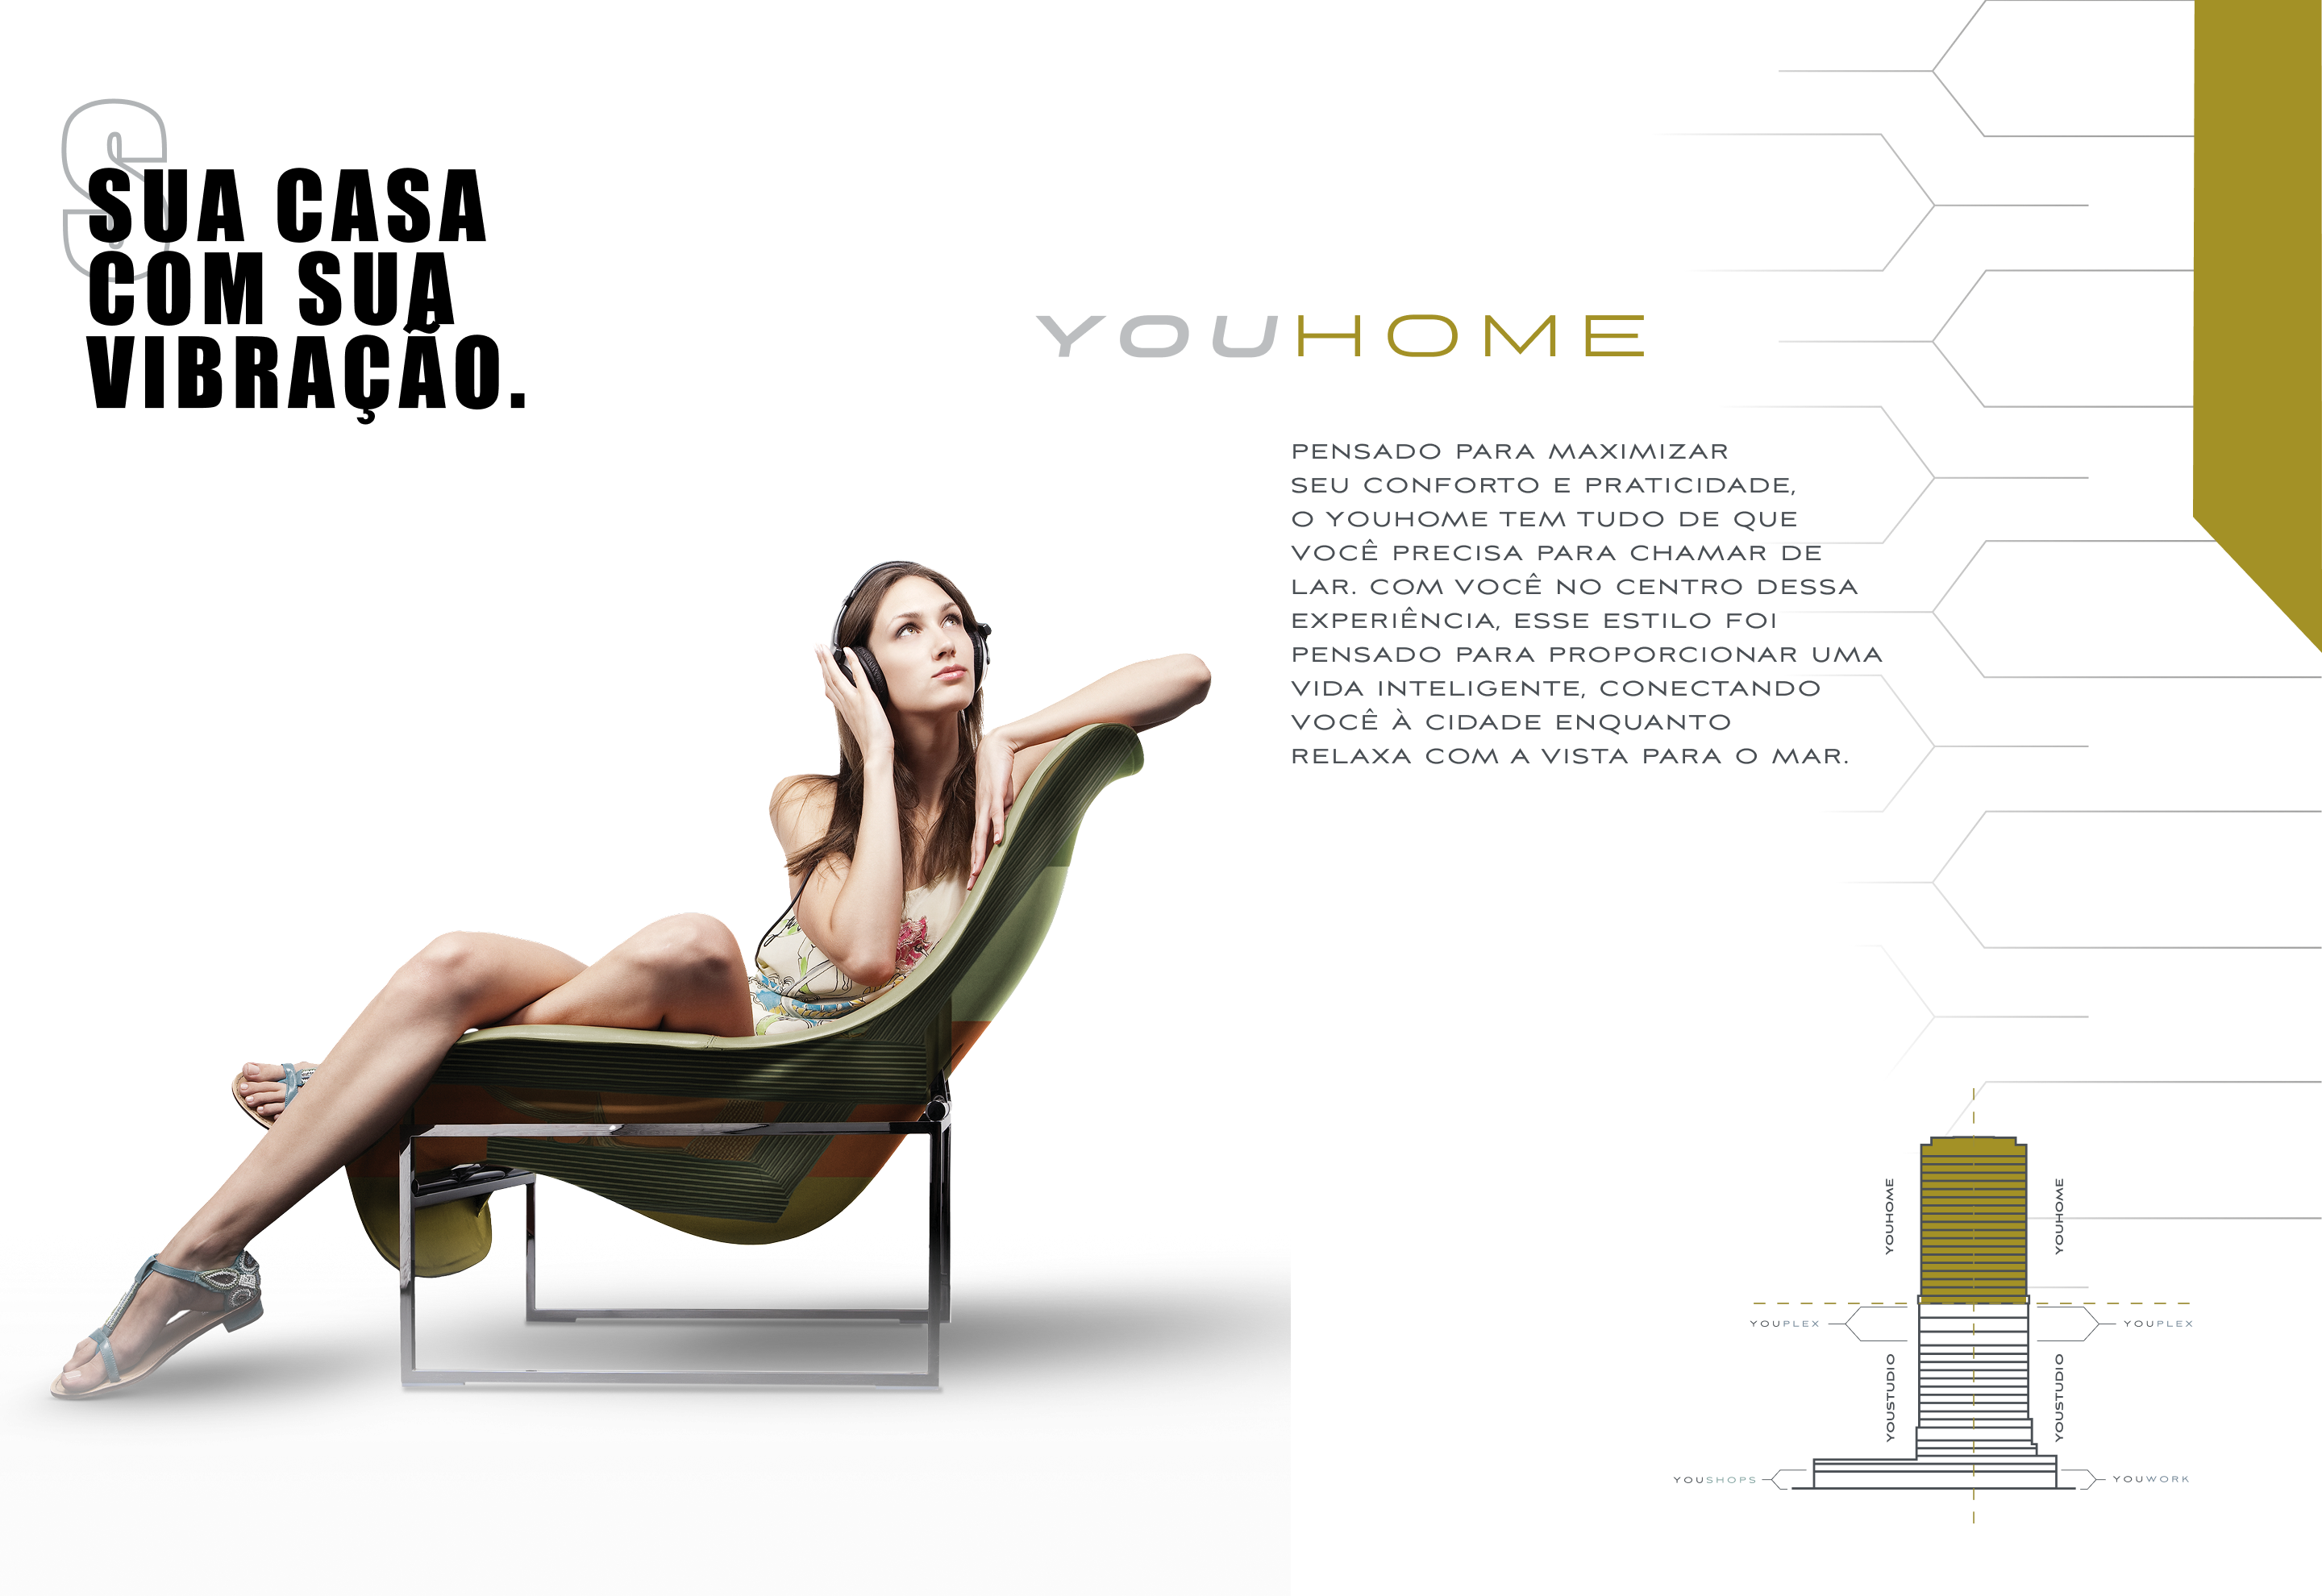 S
SUA CASA
COM SUA
VIBRAÇÃO.
YOUHOME
PENSADO PARA MAXIMIZAR
SEU CONFORTO E PRATICIDADE,
O YOUHOME TEM TUDO DE QUE
VOCÊ PRECISA PARA CHAMAR DE
LAR. COM VOCÊ NO CENTRO DESSA
EXPERIÊNCIA, ESSE ESTILO FOI
PENSADO PARA PROPORCIONAR UMA
VIDA INTELIGENTE, CONECTANDO
VOCÊ À CIDADE ENQUANTO
RELAXA COM A VISTA PARA O MAR.
YOUHOME
YOUHOME
YOUPLEX
YOUPLEX
YOUSTUDIO
YOUSTUDIO
YOUSHOPS
YOUWORK